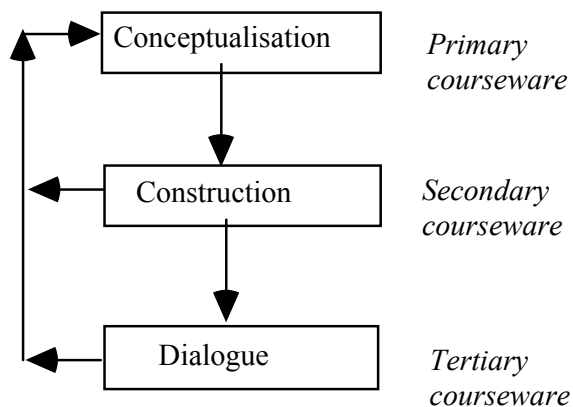 Conceptualisation
Primary
courseware
Construction
Secondary
courseware
Dialogue
Tertiary
courseware